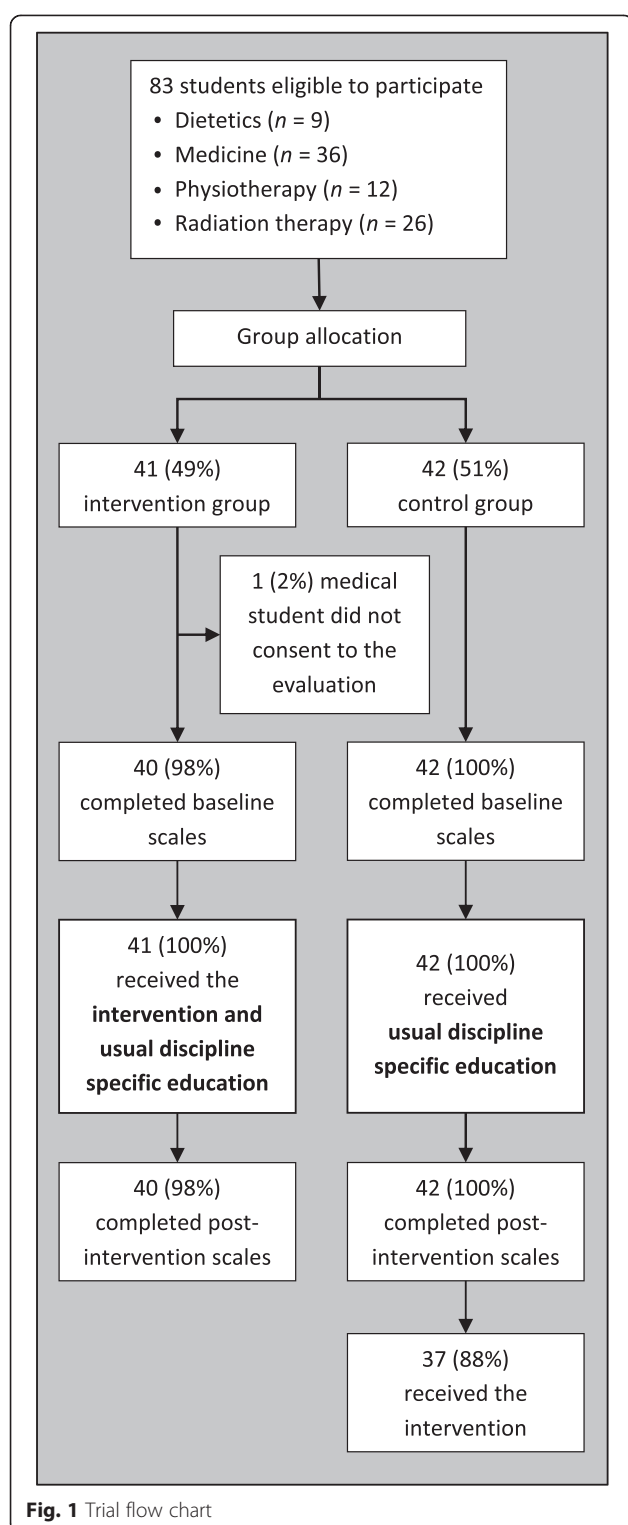 83 students eligible to participate
• Dietetics (n = 9)
• Medicine (n = 36)
• Physiotherapy (n = 12)
• Radiation therapy (n = 26)
Group allocation
41 (49%)
intervention group
42 (51%)
control group
1 (2%) medical
student did not
consent to the
evaluation
40 (98%)
completed baseline
scales
42 (100%)
completed baseline
scales
41 (100%)
received the
intervention and
usual discipline
specific education
42 (100%)
received
usual discipline
specific education
40 (98%)
completed post-
intervention scales
42 (100%)
completed post-
intervention scales
37 (88%)
received the
intervention
Fig. 1 Trial flow chart